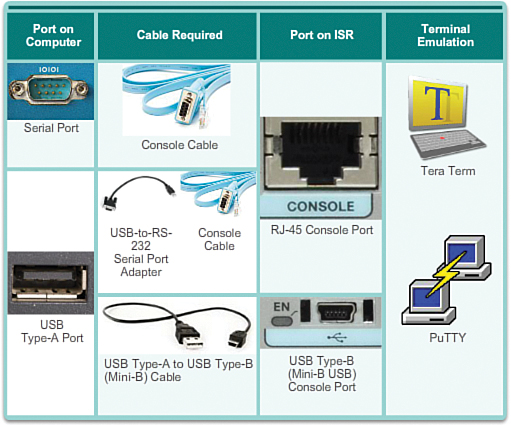 Port on
Computer
Cable Required
Port on ISR
Terminal
Emulation
IOIOI
Serial Port
Console Cable
CONSOLE
RJ-45 Console Port
T
Tera Term
USB-to-RS-
232
Serial Port
Adapter
Console
Cable
USB
Type-A Port
USB Type-A to USB Type-B
(Mini-B) Cable
EN
USB Type-B
(Mini-B USB)
Console Port
PuTTY